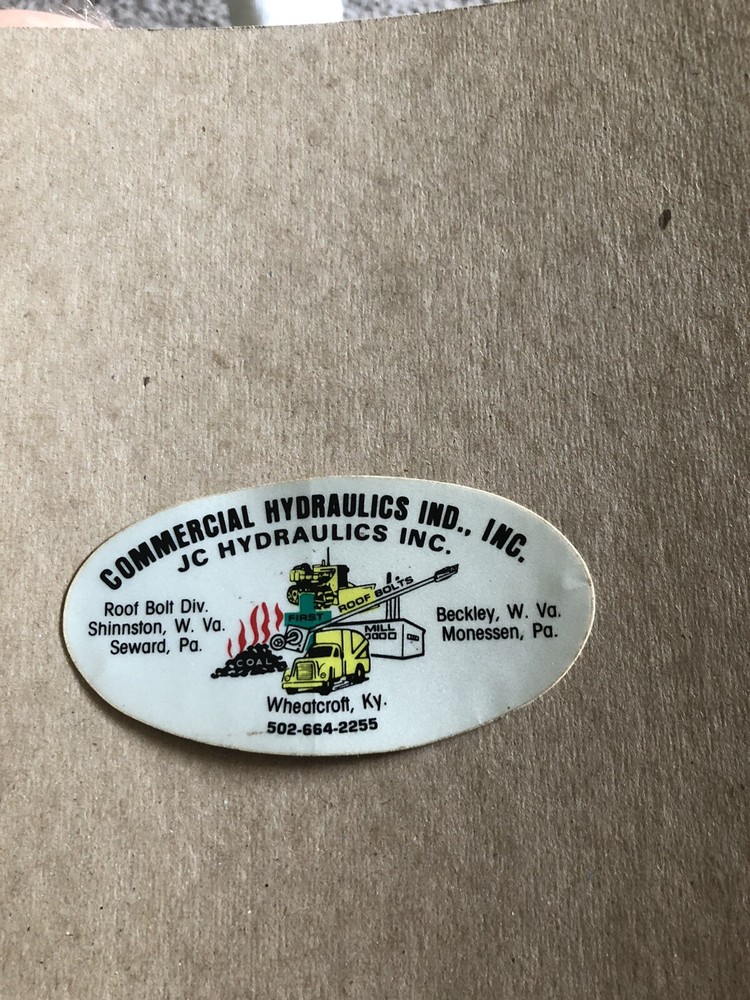 COMMERCIAL HYDRAULICS IND., INC.
JC HYDRAULICS INC.
Roof Bolt Div.
Shinnston, W. Va.
Seward, Pa.
FIRST
ROOF BOLTS
MILL
COAL
Beckley, W. Va.
Monessen, Pa.
Wheatcroft, Ky.
502-664-2255